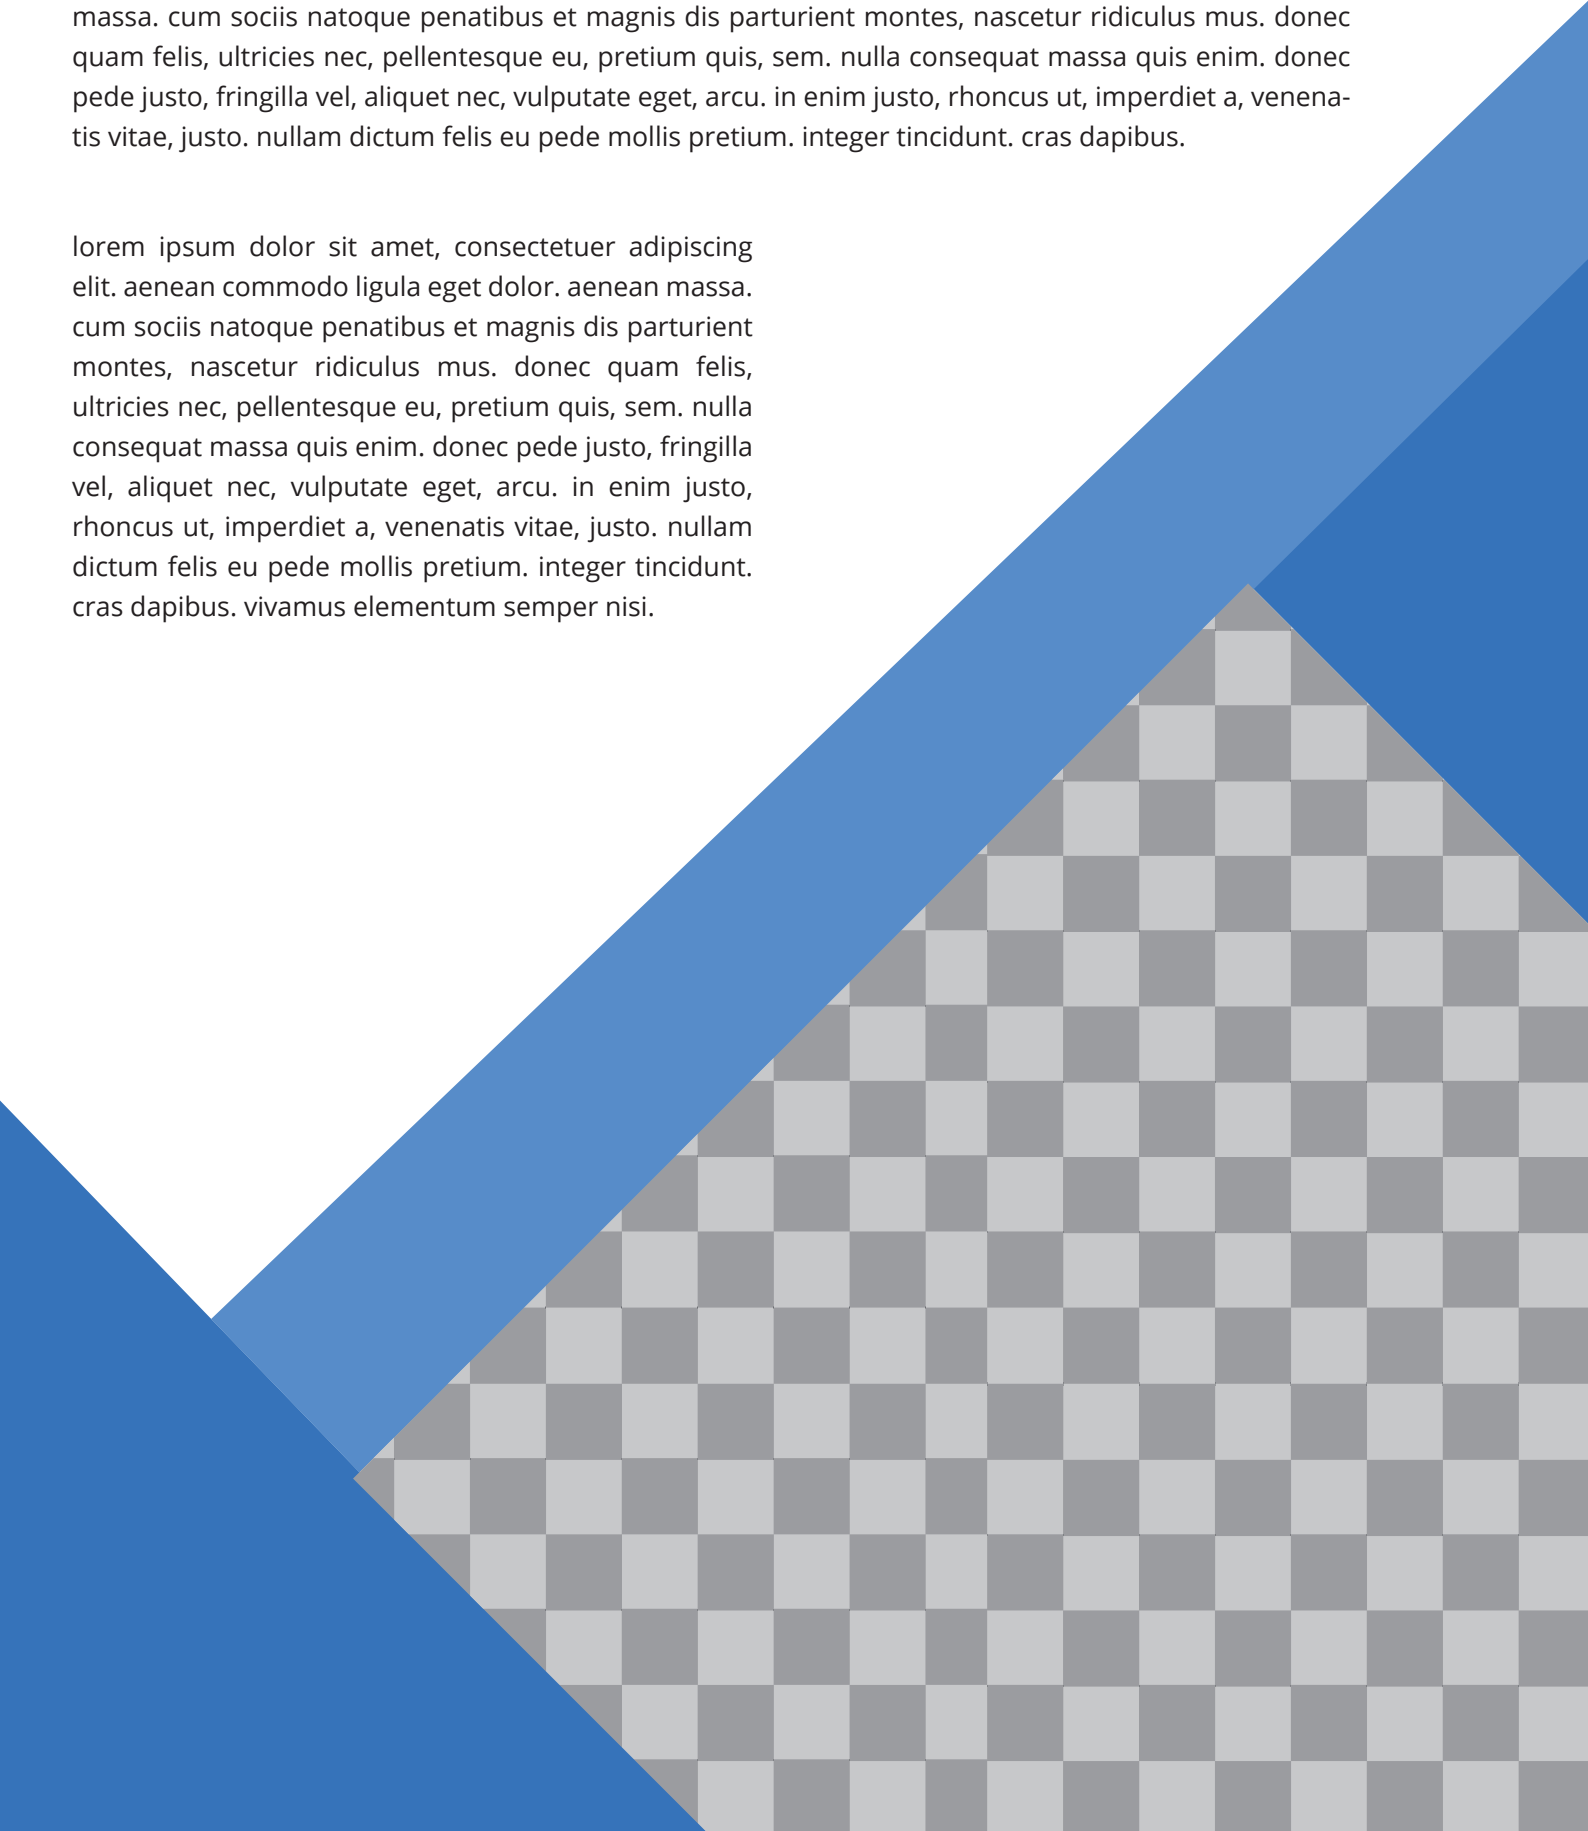 massa. cum sociis natoque penatibus et magnis dis parturient montes, nascetur ridiculus mus. donec
quam felis, ultricies nec, pellentesque eu, pretium quis, sem. nulla consequat massa quis enim. donec
pede justo, fringilla vel, aliquet nec, vulputate eget, arcu. in enim justo, rhoncus ut, imperdiet a, venena-
tis vitae, justo. nullam dictum felis eu pede mollis pretium. integer tincidunt. cras dapibus.
lorem ipsum dolor sit amet, consectetuer adipiscing
elit. aenean commodo ligula eget dolor. aenean massa.
cum sociis natoque penatibus et magnis dis parturient
montes, nascetur ridiculus mus. donec quam felis,
ultricies nec, pellentesque eu, pretium quis, sem. nulla
consequat massa quis enim. donec pede justo, fringilla
vel, aliquet nec, vulputate eget, arcu. in enim justo,
rhoncus ut, imperdiet a, venenatis vitae, justo. nullam
dictum felis eu pede mollis pretium. integer tincidunt.
cras dapibus. vivamus elementum semper nisi.